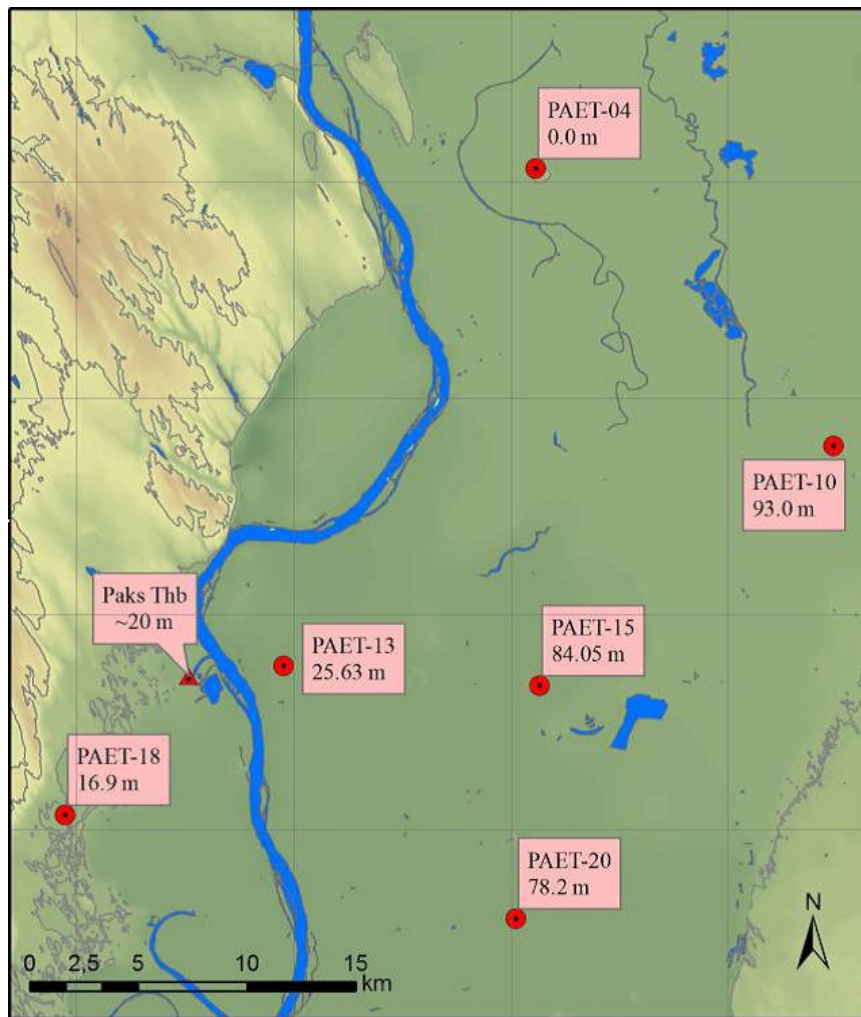 PAET-04
0.0 m
PAET-10
93.0 m
Paks Thb
~20 m
PAET-13
25.63 m
PAET-15
84.05 m
PAET-18
16.9 m
PAET-20
78.2 m
N
0 2,5 5 10 15
km